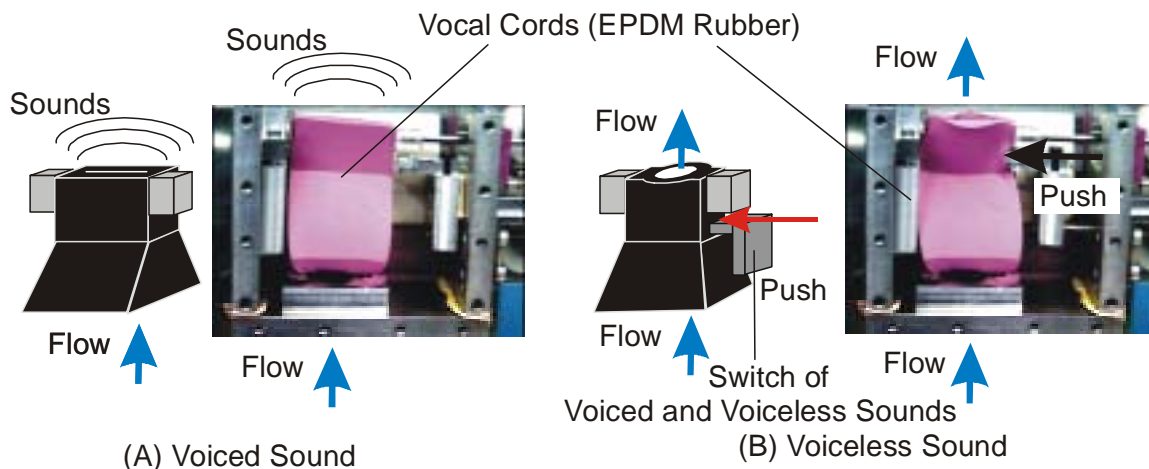 Vocal Cords (EPDM Rubber)
Sounds
Sounds
Flow
Flow
Push
Push
Flow
Flow
Flow
Flow
Switch of
Voiced and Voiceless Sounds
(A) Voiced Sound
(B) Voiceless Sound